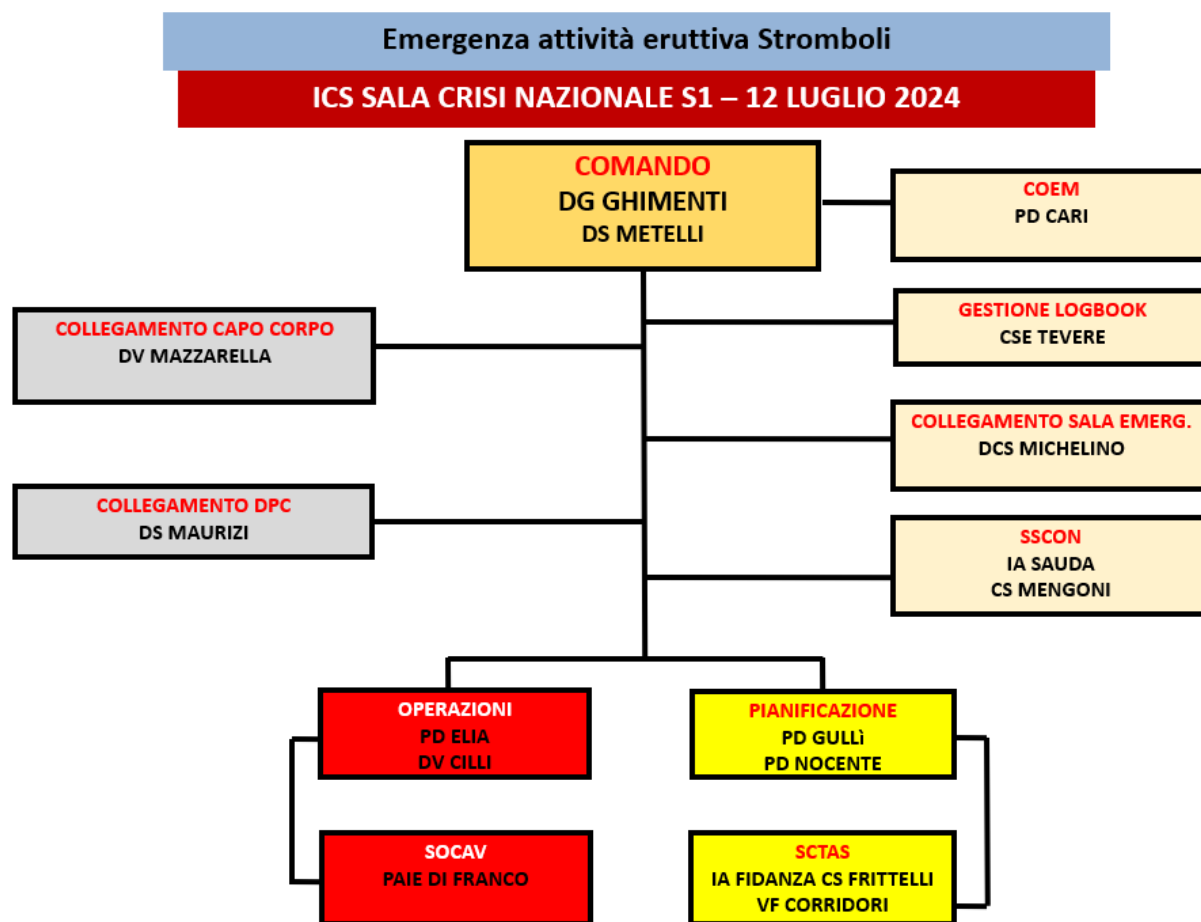 Emergenza attività eruttiva Stromboli
ICS SALA CRISI NAZIONALE S1 – 12 LUGLIO 2024
COMANDO
DG GHIMENTI
DS METELLI
COEM
PD CARI
GESTIONE LOGBOOK
CSE TEVERE
COLLEGAMENTO CAPO CORPO
DV MAZZARELLA
COLLEGAMENTO SALA EMERG.
DCS MICHELINO
COLLEGAMENTO DPC
DS MAURIZI
SSCON
IA SAUDA
CS MENGONI
OPERAZIONI
PD ELIA
DV CILLI
PIANIFICAZIONE
PD GULLì
PD NOCENTE
SOCAV
PAIE DI FRANCO
SCTAS
IA FIDANZA CS FRITTELLI
VF CORRIDORI